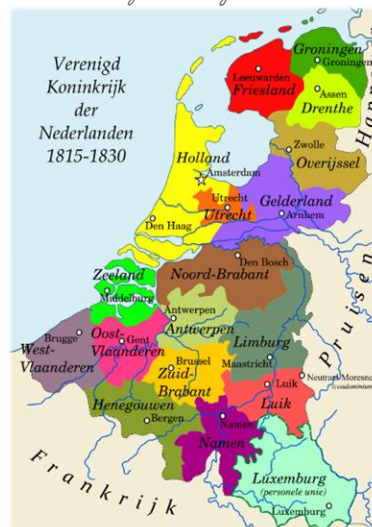 Verenigd
Koninkrijk
der
Nederlanden
1815-1830
Groningen
Groningen
Leeuwarden
Friesland
Assen
Drenthe
Zwolle
Overijssel
Holland
Amsterdam
Utrecht
Utrecht
Gelderland
Arnhem
Den Haag
Den Bosch
Noord-Brabant
Zeeland
Middelburg
Antwerpen
Antwerpen
Brugge
West-
Vlaanderen
Oost-
Vlaanderen
Gent
Limburg
Maastricht
Brussel
Zuid-
Brabant
Luik
Luik
Neutraal Moresnet
Henegouwen
Bergen
Namen
Namen
Pruisen
Frankrijk
Luxemburg
(personele unie)
Luxemburg